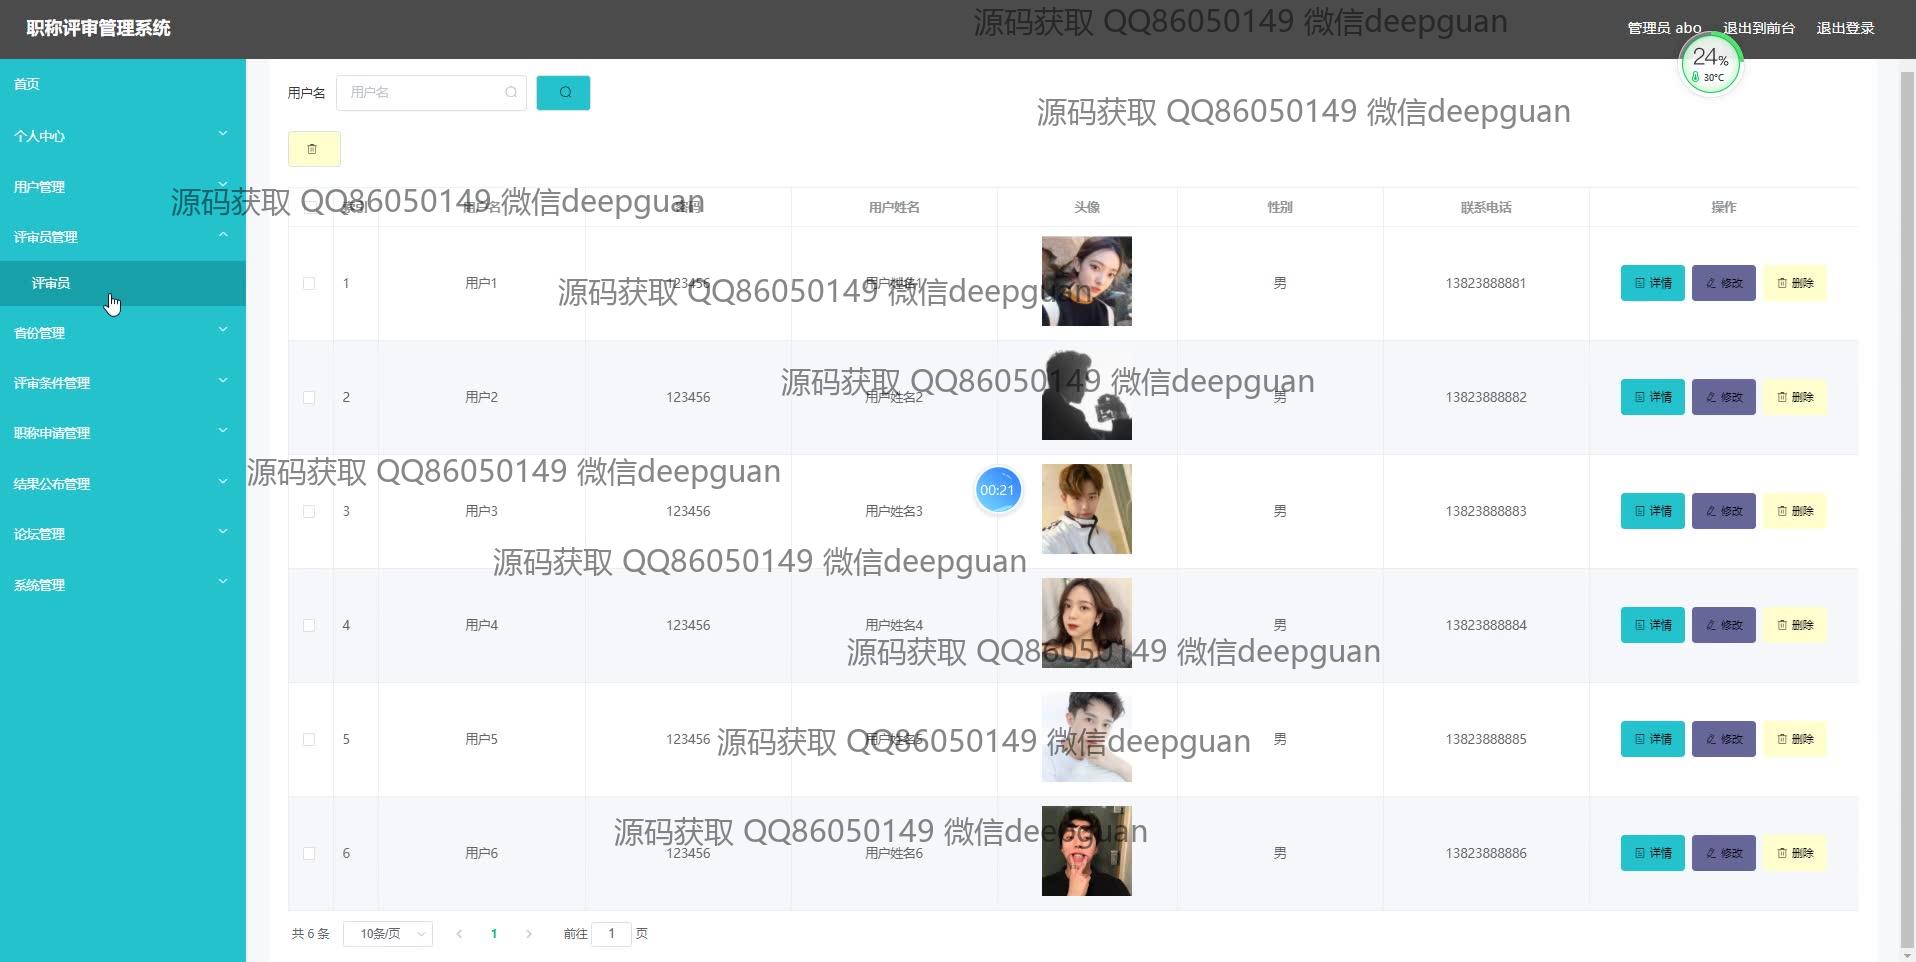 职称评审管理系统
源码获取 QQ86050149 微信deepguan
管理员 abo 退出到前台 退出登录
24%
30°C
首页
个人中心
用户管理
评审员管理
评审员
省份管理
评审条件管理
职称申请管理
结果公布管理
论坛管理
系统管理
用户名 用户名
源码获取 QQ86050149 微信deepguan
源码获取 QQ86050149 微信deepguan
索引 用户名 密码 用户姓名 头像 性别 联系电话 操作
1 用户1 123456 用户姓名1 男 13823888881 详情 修改 删除
源码获取 QQ86050149 微信deepguan
2 用户2 123456 用户姓名2 男 13823888882 详情 修改 删除
源码获取 QQ86050149 微信deepguan
源码获取 QQ86050149 微信deepguan
00:21
3 用户3 123456 用户姓名3 男 13823888883 详情 修改 删除
源码获取 QQ86050149 微信deepguan
4 用户4 123456 用户姓名4 男 13823888884 详情 修改 删除
源码获取 QQ86050149 微信deepguan
5 用户5 123456 用户姓名5 男 13823888885 详情 修改 删除
源码获取 QQ86050149 微信deepguan
源码获取 QQ86050149 微信deepguan
6 用户6 123456 用户姓名6 男 13823888886 详情 修改 删除
共 6 条 10条/页 1 前往 1 页